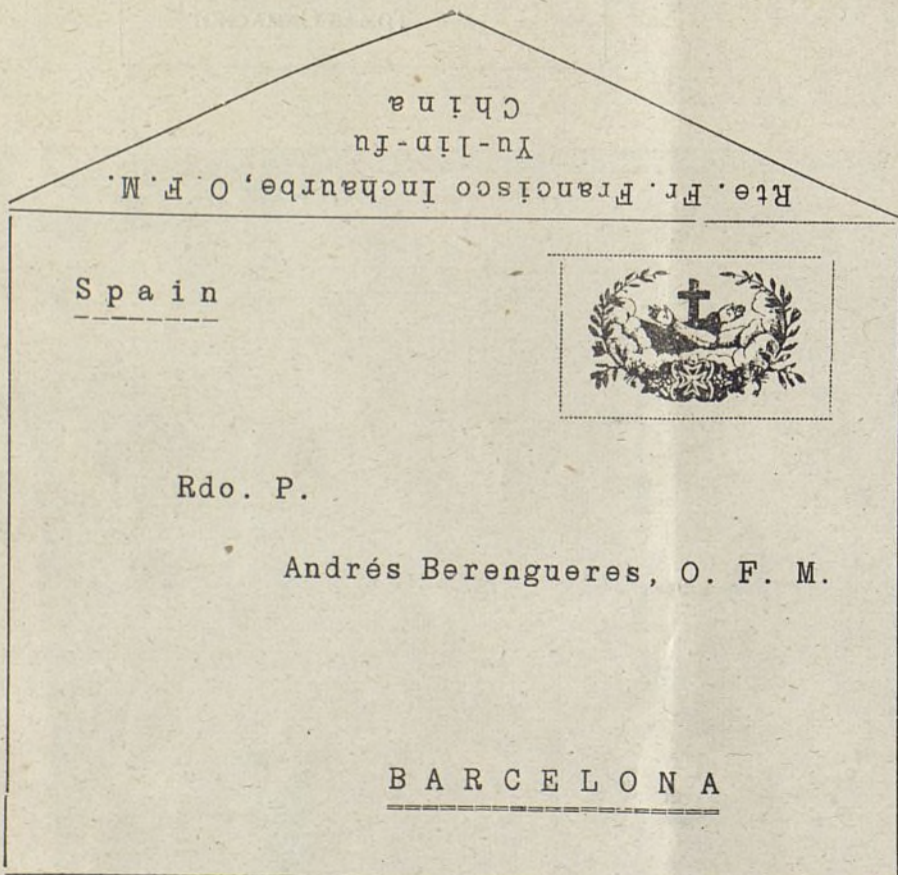 Rte. Fr. Francisco Inchaurbe, O. F. M.
Yu-lin-fu
China
Spain
Rdo. P.
Andrés Berengueres, O. F. M.
BARCELONA